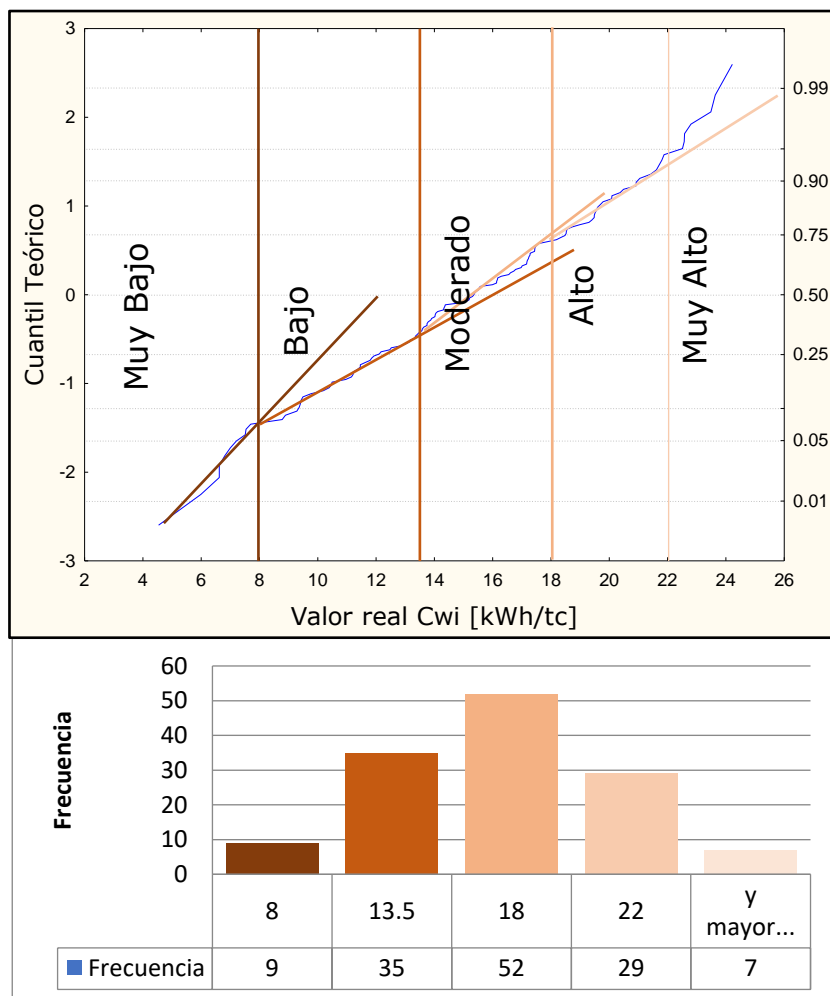 3
2
1
0
-1
-2
-3
Cuantil Teórico
0.99
0.90
0.75
0.50
0.25
0.05
0.01
Muy Bajo
Bajo
Moderado
Alto
Muy Alto
2 4 6 8 10 12 14 16 18 20 22 24 26
Valor real Cwi [kWh/tc]
60
50
40
30
20
10
0
Frecuencia
8 13.5 18 22 y mayor...
Frecuencia 9 35 52 29 7